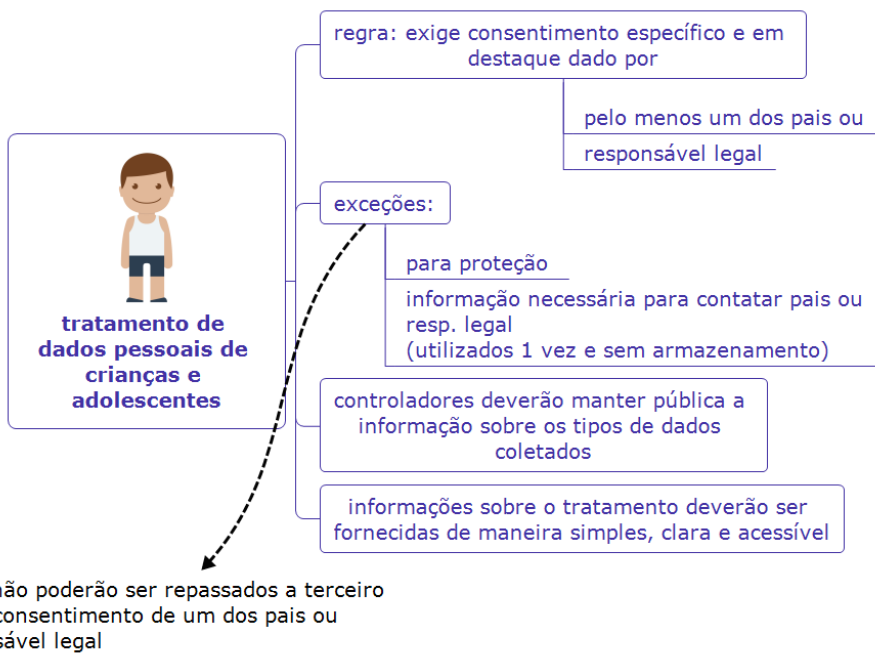 regra: exige consentimento específico e em
destaque dado por
pelo menos um dos pais ou
responsável legal
exceções:
para proteção
informação necessária para contatar pais ou
resp. legal
(utilizados 1 vez e sem armazenamento)
tratamento de
dados pessoais de
crianças e
adolescentes
controladores deverão manter pública a
informação sobre os tipos de dados
coletados
informações sobre o tratamento deverão ser
fornecidas de maneira simples, clara e acessível
não poderão ser repassados a terceiro
consentimento de um dos pais ou
legal